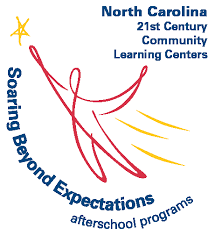 North Carolina
21st Century
Community
Learning Centers
Soaring Beyond Expectations
afterschool programs